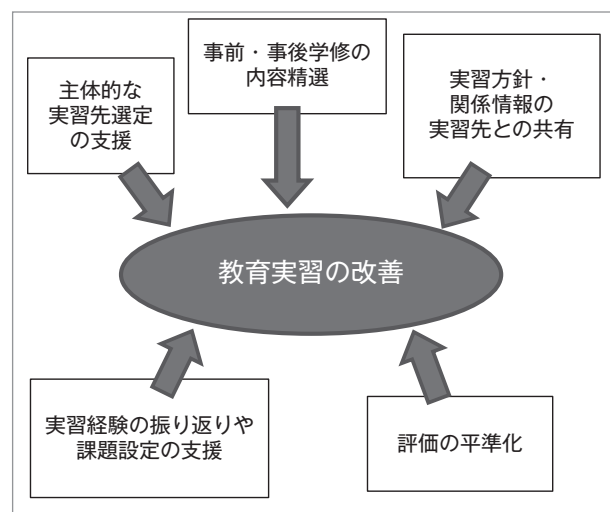 主体的な
実習先選定
の支援
事前・事後学修の
内容精選
実習方針・
関係情報の
実習先との共有
教育実習の改善
実習経験の振り返りや
課題設定の支援
評価の平準化